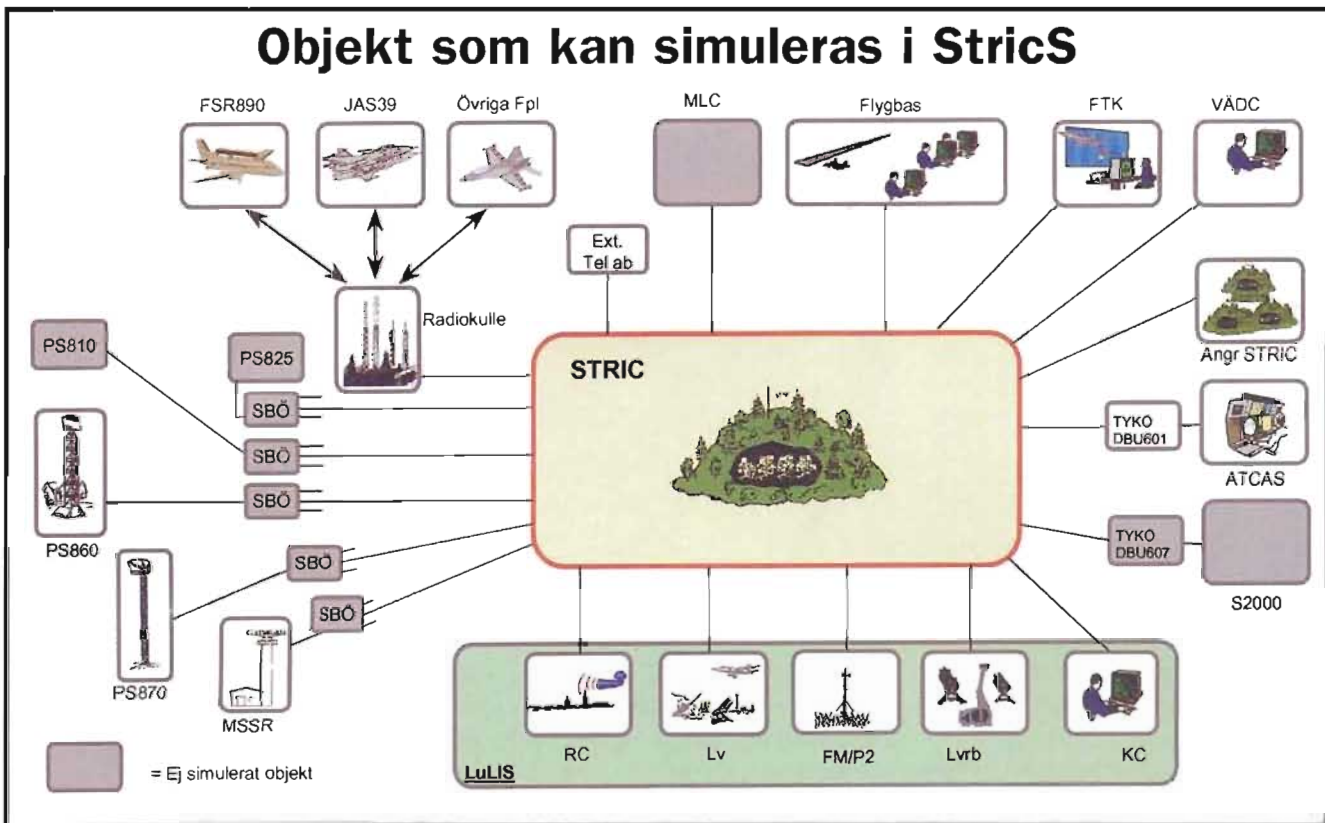 Objekt som kan simuleras i StricS
FSR890
JAS39
Övriga Fpl
MLC
Flygbas
FTK
VÄDC
Ext.
Tel ab
Radiokulle
PS810
PS825
SBÖ
SBÖ
SBÖ
SBÖ
SBÖ
PS860
PS870
MSSR
STRIC
Angr STRIC
TYKO
DBU601
ATCAS
TYKO
DBU607
S2000
RC
Lv
FM/P2
Lvrb
KC
LuLIS
= Ej simulerat objekt